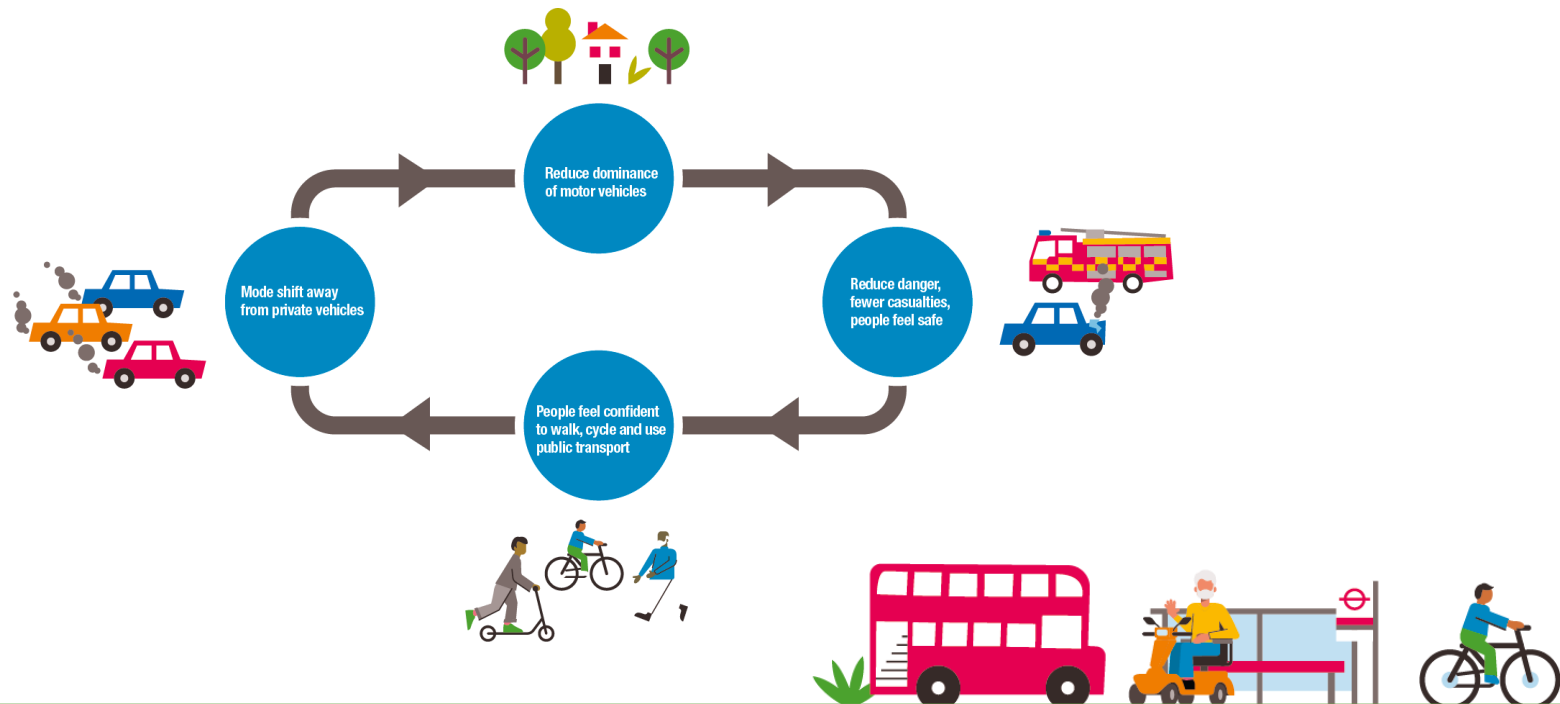 Reduce dominance
of motor vehicles
Reduce danger,
fewer casualties,
people feel safe
People feel confident
to walk, cycle and use
public transport
Mode shift away
from private vehicles